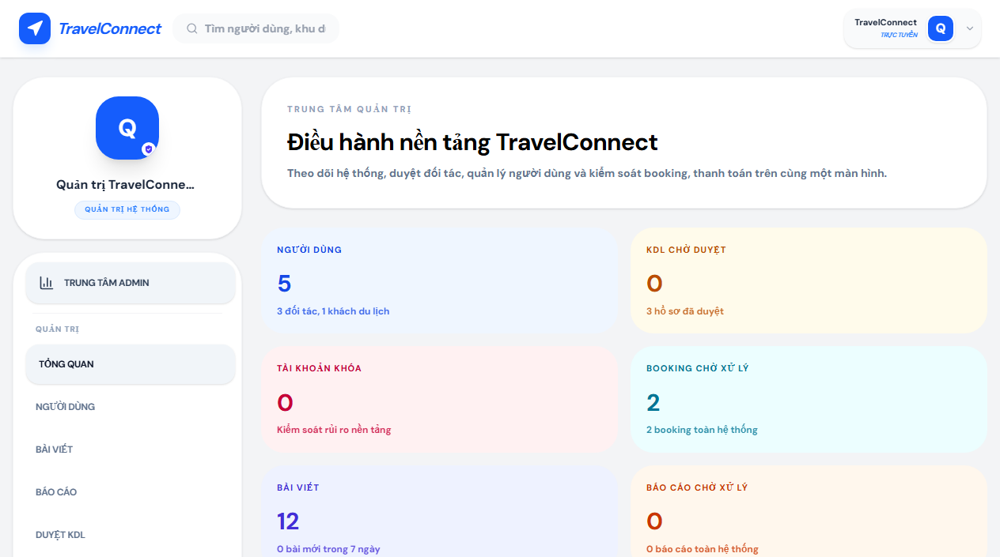 TravelConnect
Tìm người dùng, khu d
TravelConnect
TRỰC TUYẾN
Q
Q
Quản trị TravelConne...
QUẢN TRỊ HỆ THỐNG
TRUNG TÂM ADMIN
QUẢN TRỊ
TỔNG QUAN
NGƯỜI DÙNG
BÀI VIẾT
BÁO CÁO
DUYỆT KDL
TRUNG TÂM QUẢN TRỊ
Điều hành nền tảng TravelConnect
Theo dõi hệ thống, duyệt đối tác, quản lý người dùng và kiểm soát booking, thanh toán trên cùng một màn hình.
NGƯỜI DÙNG
5
3 đối tác, 1 khách du lịch
KDL CHỜ DUYỆT
0
3 hồ sơ đã duyệt
TÀI KHOẢN KHÓA
0
Kiểm soát rủi ro nền tảng
BOOKING CHỜ XỬ LÝ
2
2 booking toàn hệ thống
BÀI VIẾT
12
0 bài mới trong 7 ngày
BÁO CÁO CHỜ XỬ LÝ
0
0 báo cáo toàn hệ thống